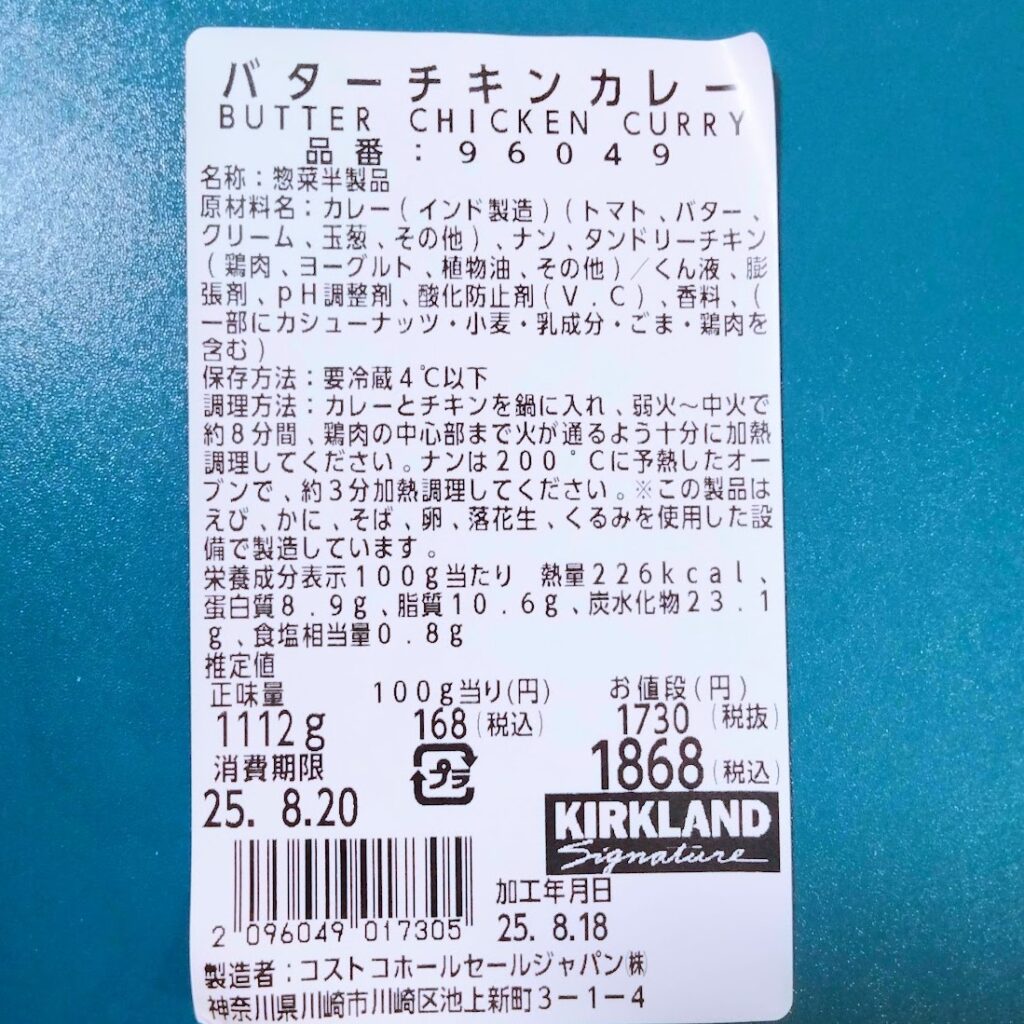 バターチキンカレー
BUTTER CHICKEN CURRY
品番:96049
名称:惣菜半製品
原材料名:カレー(インド製造)(トマト、バター、
クリーム、玉葱、その他)、ナン、タンドリーチキン
(鶏肉、ヨーグルト、植物油、その他)/くん液、膨
張剤、pH調整剤、酸化防止剤(V.C)、香料、(
一部にカシューナッツ・小麦・乳成分・ごま・鶏肉を
含む)
保存方法:要冷蔵4℃以下
調理方法:カレーとチキンを鍋に入れ、弱火~中火で
約8分間、鶏肉の中心部まで火が通るよう十分に加熱
調理してください。ナンは200°Cに予熱したオー
ブンで、約3分加熱調理してください。※この製品は
えび、かに、そば、卵、落花生、くるみを使用した設
備で製造しています。
栄養成分表示100g当たり 熱量226kcal、
蛋白質8.9g、脂質10.6g、炭水化物23.1
g、食塩相当量0.8g
推定値
正味量 100g当り(円) お値段(円)
1112g 168(税込) 1730(税抜)
1868(税込)
消費期限 プラ
25. 8.20
KIRKLAND
Signature
加工年月日
25. 8.18
2 096049 017305
製造者:コストコホールセールジャパン㈱
神奈川県川崎市川崎区池上新町3-1-4